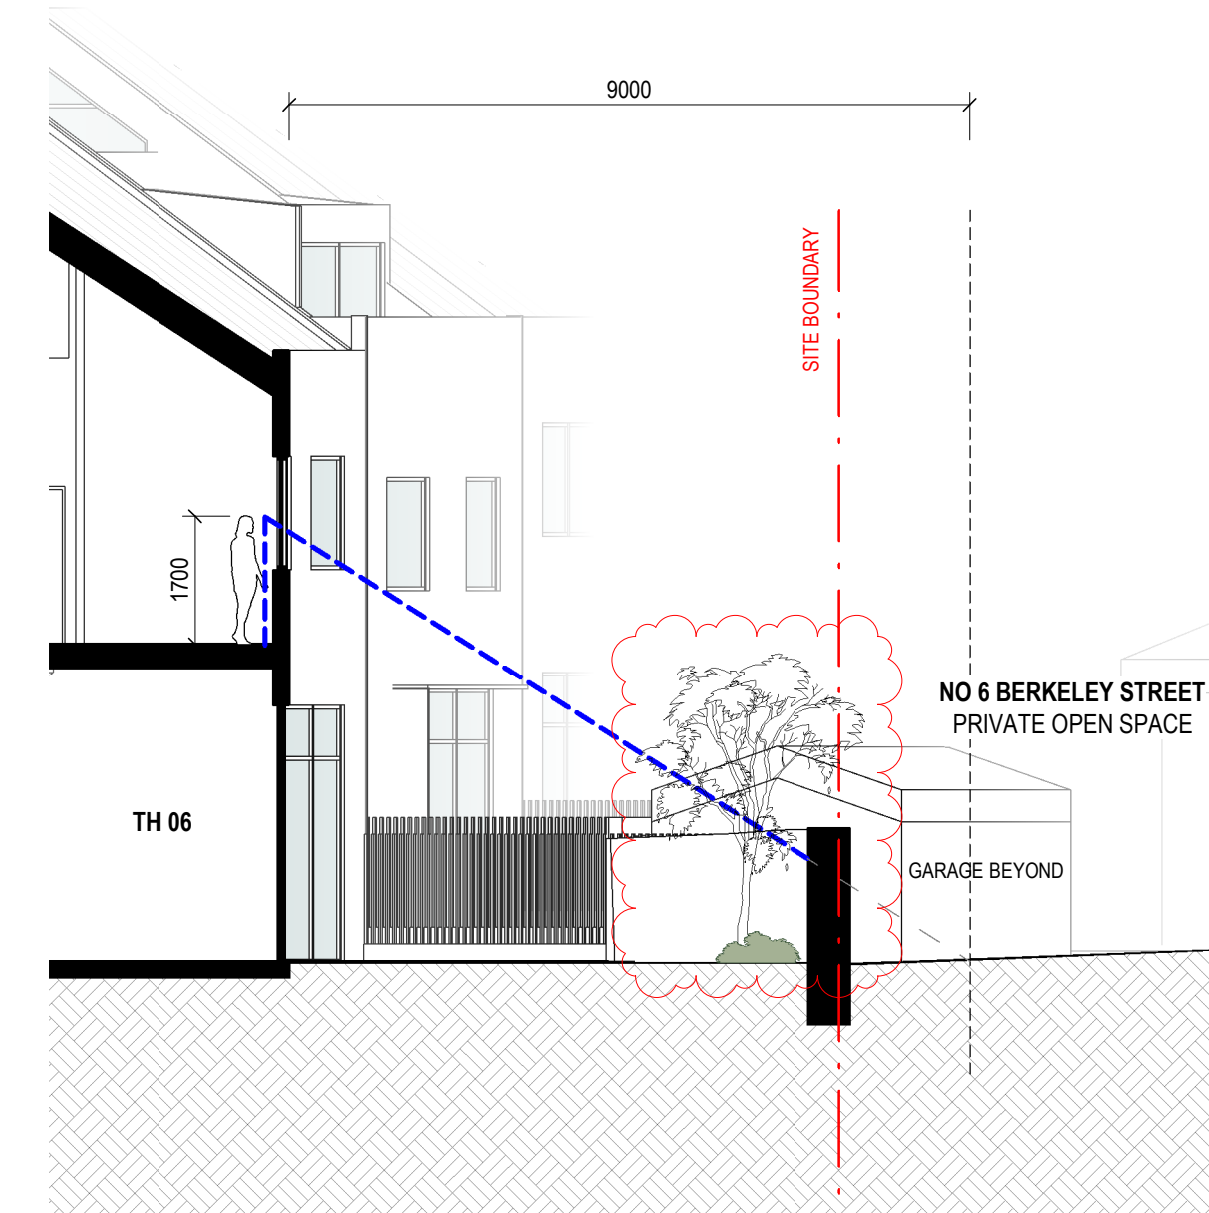 9000
SITE BOUNDARY
1700
NO 6 BERKELEY STREET
PRIVATE OPEN SPACE
TH 06
GARAGE BEYOND